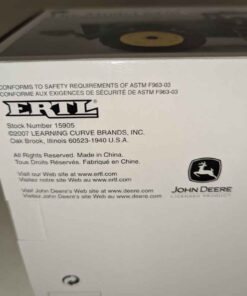 CONFORMS TO SAFETY REQUIREMENTS OF ASTM F963-03
CONFORME AUX EXIGENCES DE SÉCURITÉ DE ASTM F963-03
ERTL
Stock Number 15905
©2007 LEARNING CURVE BRANDS, INC.
Oak Brook, Illinois 60523-1940 U.S.A.
All Rights Reserved. Made in China.
Tous Droits Réservés. Fabriqué en Chine.
Visit our Web site at www.ertl.com
Visitez notre site Web au www.ertl.com
Visit John Deere's Web site at www.deere.com
Visitez le site Web de John Deere au www.deere.com
JOHN DEERE
LICENSED PRODUCT